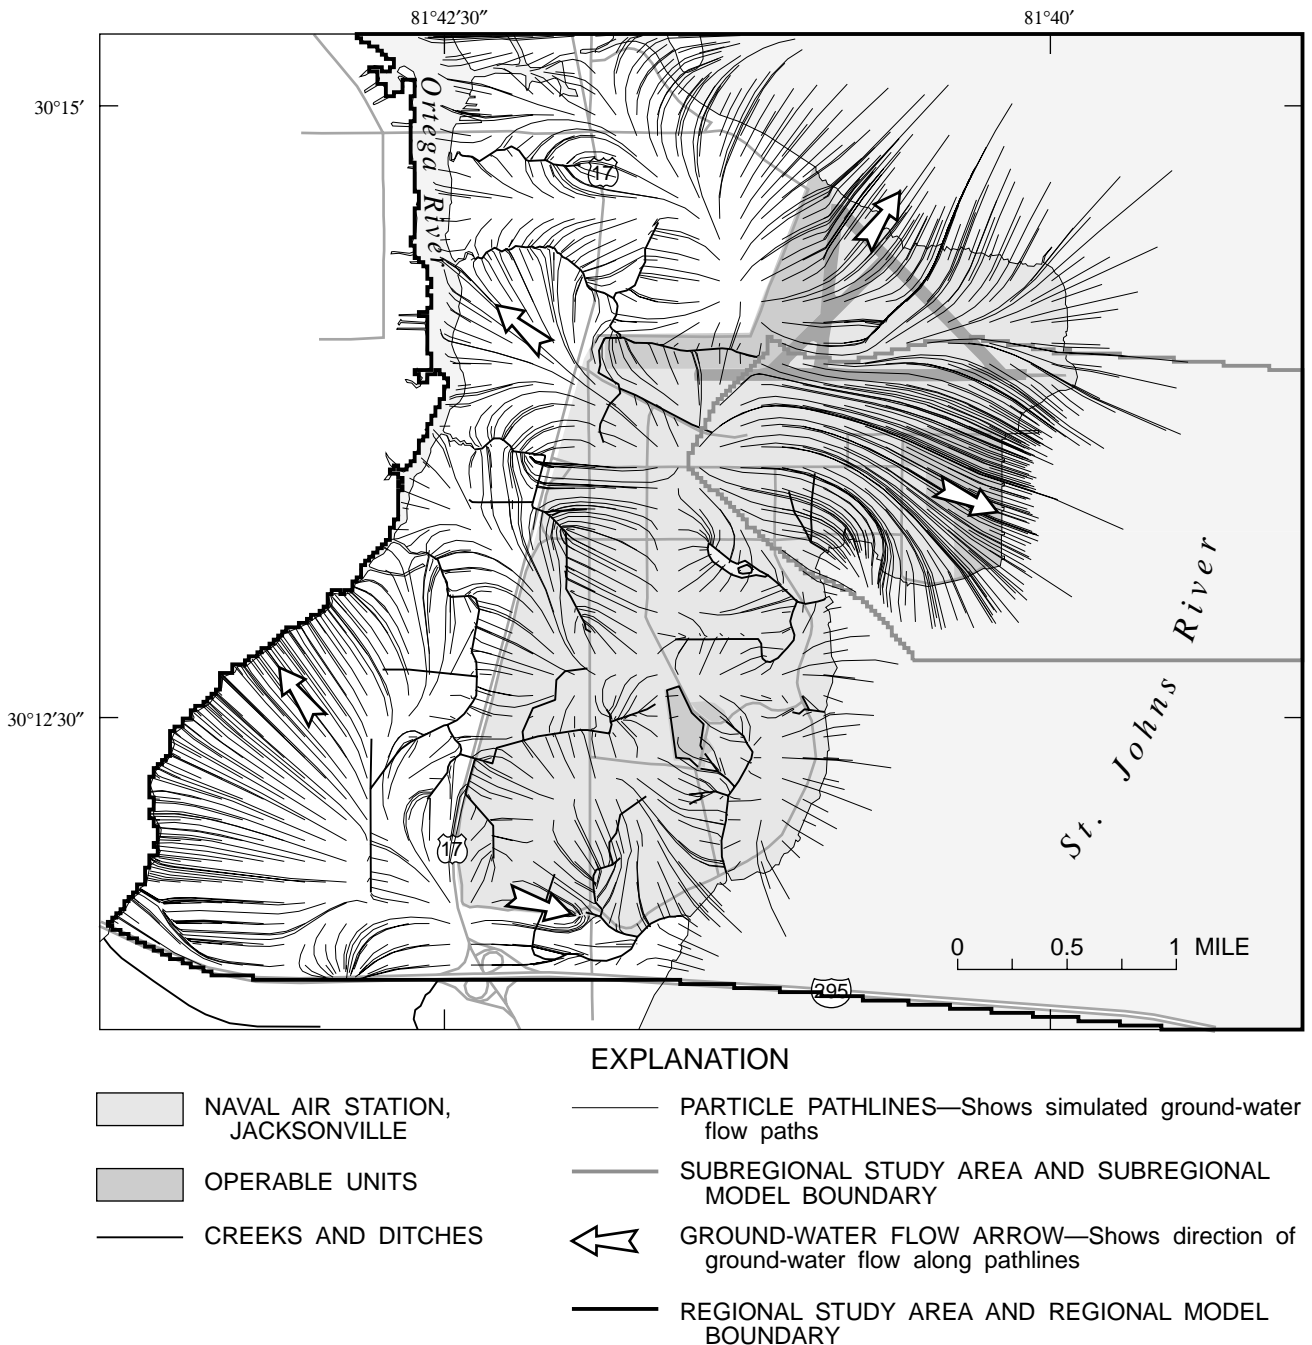 81°42′30″
81°40′
30°15′
Ortega River
17
30°12′30″
St. Johns River
17
0 0.5 1 MILE
295
EXPLANATION
NAVAL AIR STATION,
JACKSONVILLE
OPERABLE UNITS
CREEKS AND DITCHES
PARTICLE PATHLINES—Shows simulated ground-water
flow paths
SUBREGIONAL STUDY AREA AND SUBREGIONAL
MODEL BOUNDARY
GROUND-WATER FLOW ARROW—Shows direction of
ground-water flow along pathlines
REGIONAL STUDY AREA AND REGIONAL MODEL
BOUNDARY